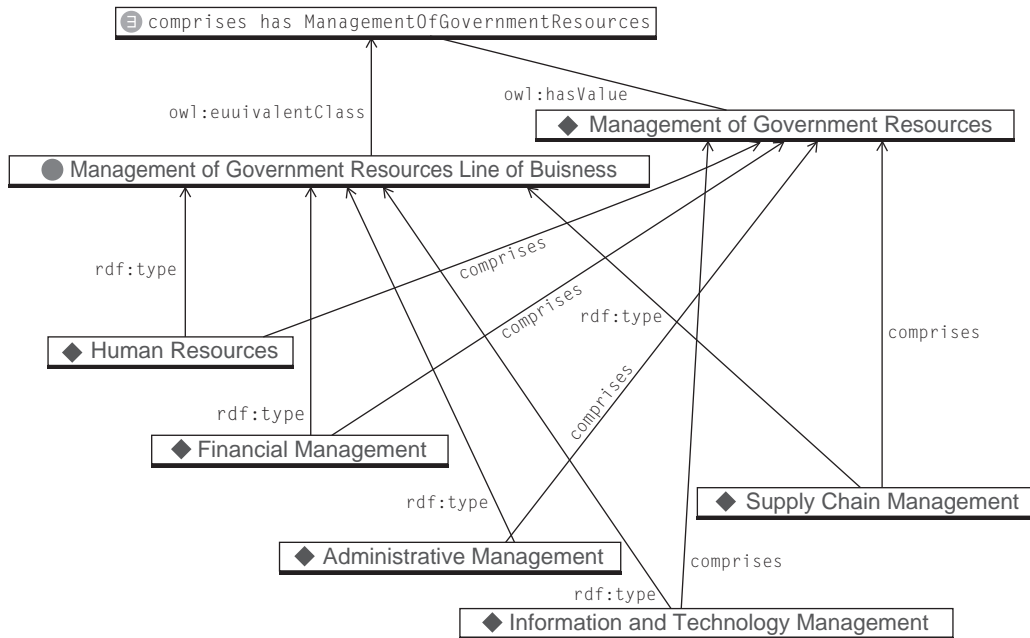 ∃ comprises has ManagementOfGovernmentResources
owl:hasValue
owl:euuivalentClass
Management of Government Resources
Management of Government Resources Line of Buisness
comprises
rdf:type
comprises
rdf:type
comprises
Human Resources
comprises
rdf:type
Financial Management
rdf:type
Supply Chain Management
Administrative Management
comprises
rdf:type
Information and Technology Management